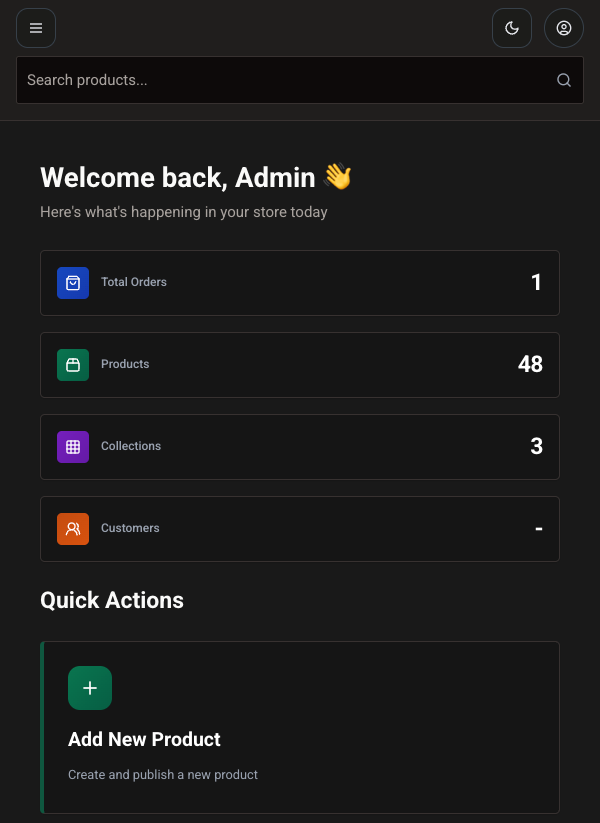 Search products...
Welcome back, Admin 👋
Here's what's happening in your store today
Total Orders
1
Products
48
Collections
3
Customers
-
Quick Actions
Add New Product
Create and publish a new product